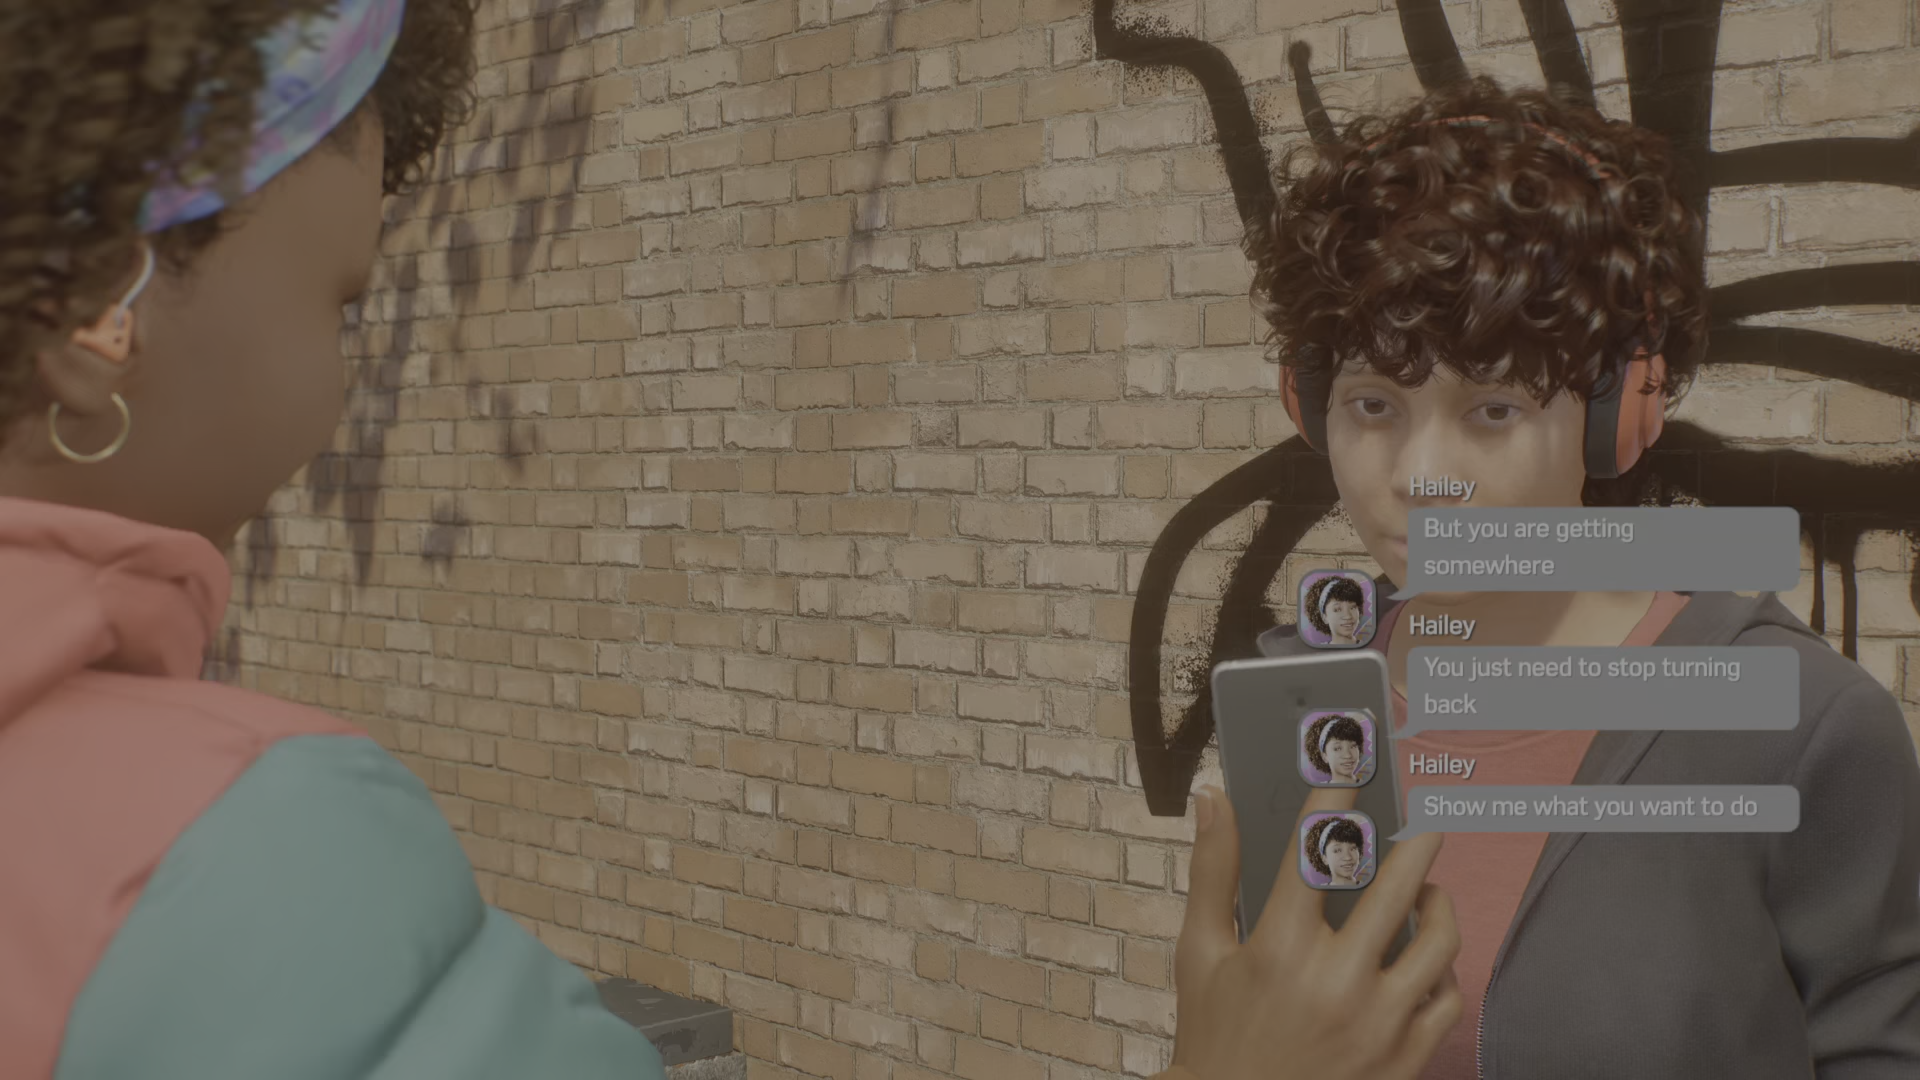 Hailey
But you are getting
somewhere
Hailey
You just need to stop turning
back
Hailey
Show me what you want to do